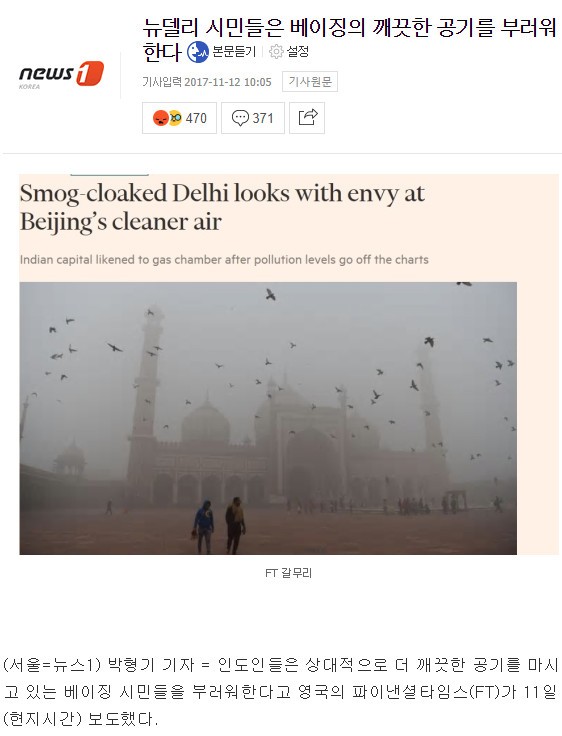 뉴델리 시민들은 베이징의 깨끗한 공기를 부러워
한다 본문듣기 설정
news1
KOREA
기사입력 2017-11-12 10:05 기사원문
470 371
Smog-cloaked Delhi looks with envy at
Beijing's cleaner air
Indian capital likened to gas chamber after pollution levels go off the charts
FT 갈무리
(서울=뉴스1) 박형기 기자 = 인도인들은 상대적으로 더 깨끗한 공기를 마시
고 있는 베이징 시민들을 부러워한다고 영국의 파이낸셜타임스(FT)가 11일
(현지시간) 보도했다.